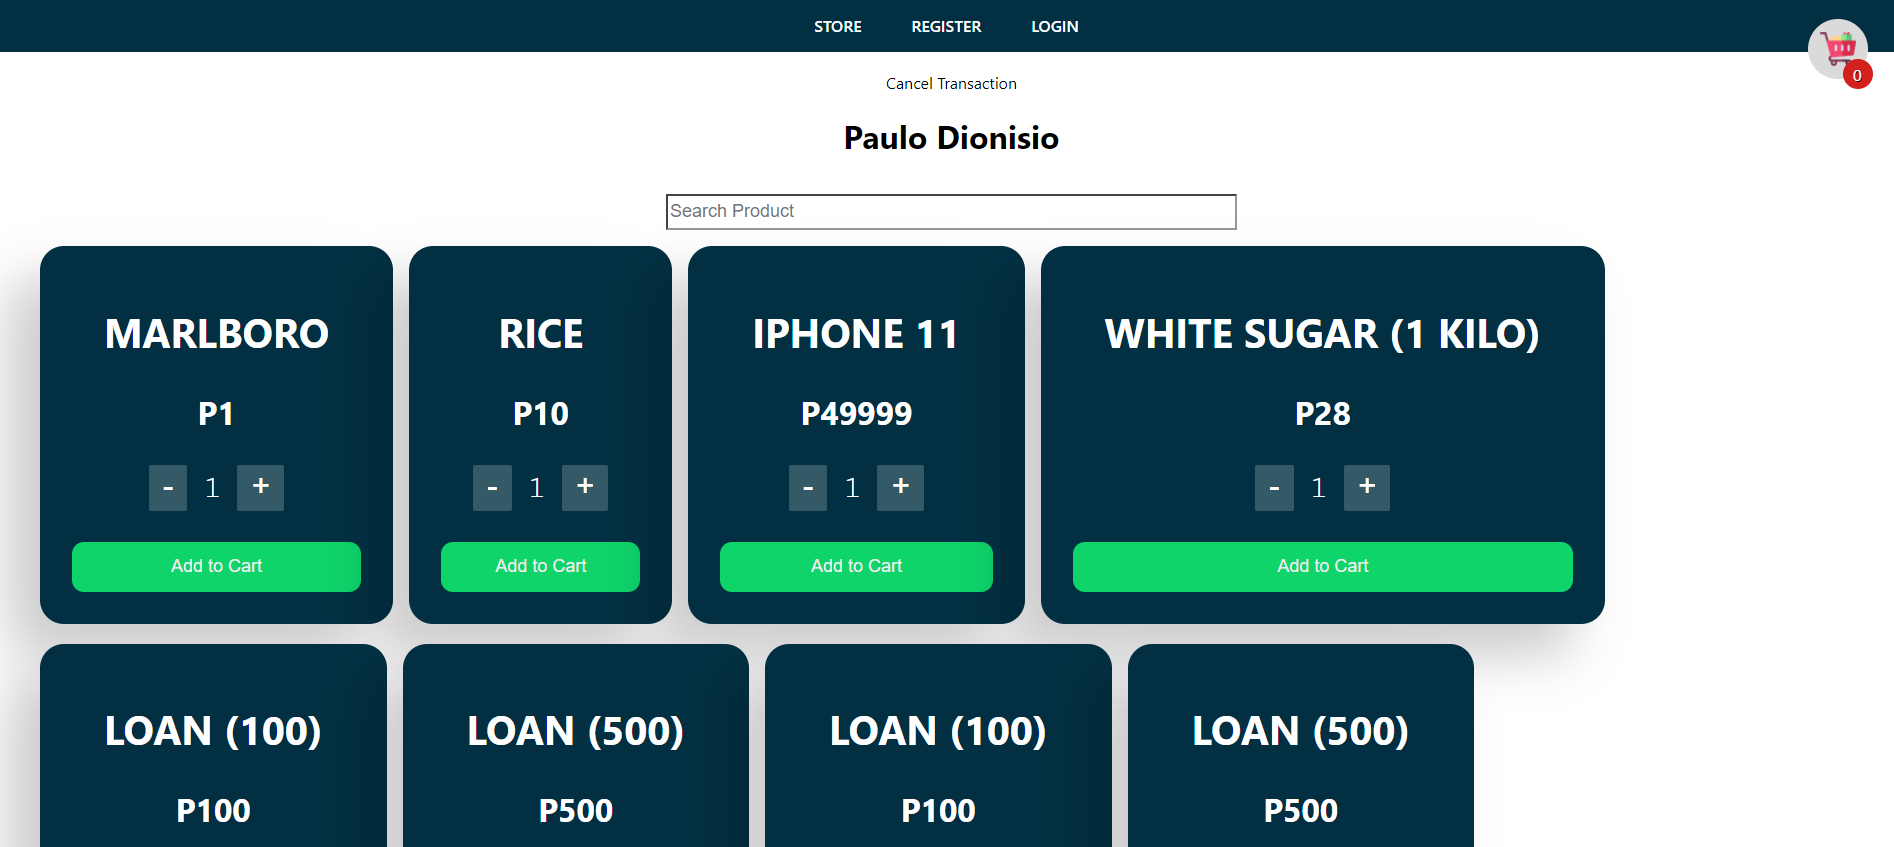 STORE REGISTER LOGIN
0
Cancel Transaction
Paulo Dionisio
Search Product
MARLBORO
P1
- 1 +
Add to Cart
RICE
P10
- 1 +
Add to Cart
IPHONE 11
P49999
- 1 +
Add to Cart
WHITE SUGAR (1 KILO)
P28
- 1 +
Add to Cart
LOAN (100)
P100
LOAN (500)
P500
LOAN (100)
P100
LOAN (500)
P500